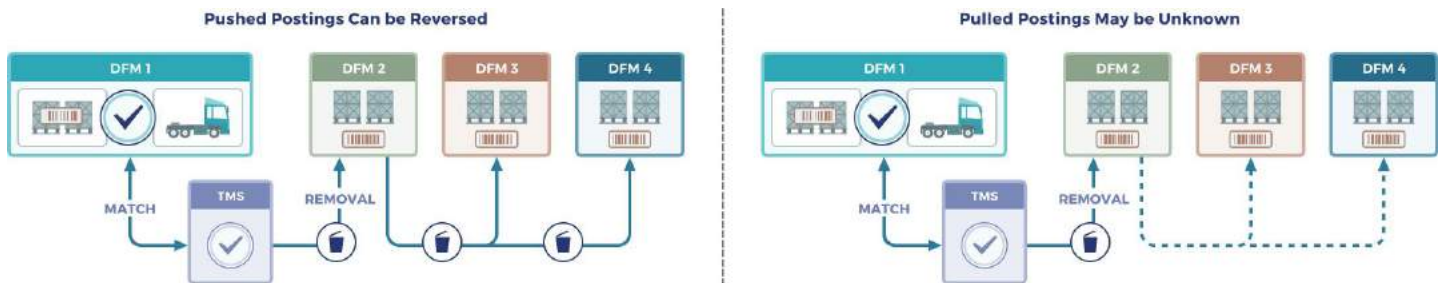 Pushed Postings Can be Reversed
DFM 1
DFM 2
DFM 3
DFM 4
MATCH
TMS
REMOVAL
Pulled Postings May be Unknown
DFM 1
DFM 2
DFM 3
DFM 4
MATCH
TMS
REMOVAL